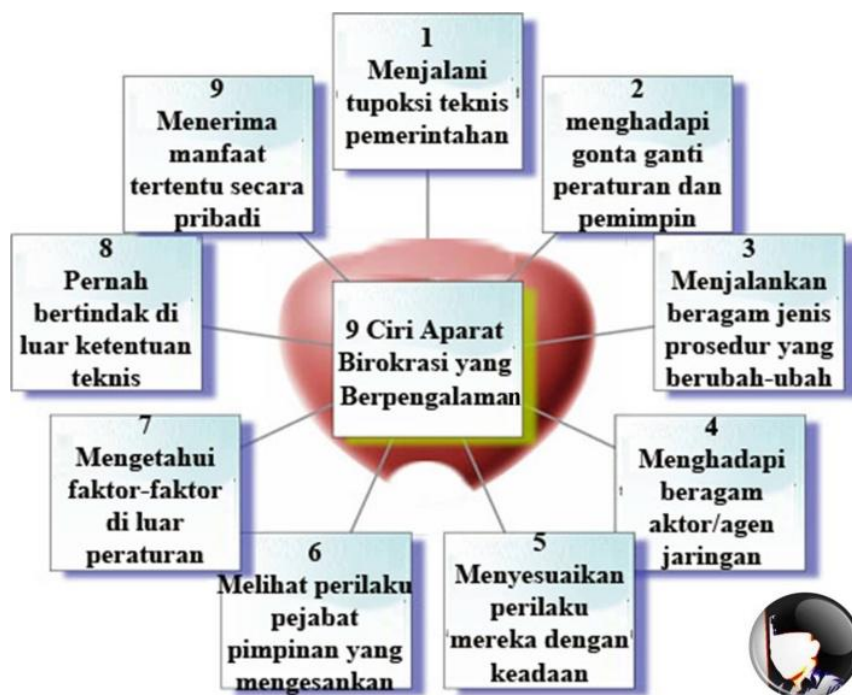 1
Menjalani
tupoksi teknis
pemerintahan
2
menghadapi
gonta ganti
peraturan dan
pemimpin
3
Menjalankan
beragam jenis
prosedur yang
berubah-ubah
4
Menghadapi
beragam
aktor/agen
jaringan
5
Menyesuaikan
perilaku
mereka dengan
keadaan
6
Melihat perilaku
pejabat
pimpinan yang
mengesankan
7
Mengetahui
faktor-faktor
di luar
peraturan
8
Pernah
bertindak di
luar ketentuan
teknis
9
Menerima
manfaat
tertentu secara
pribadi
9 Ciri Aparat
Birokrasi yang
Berpengalaman